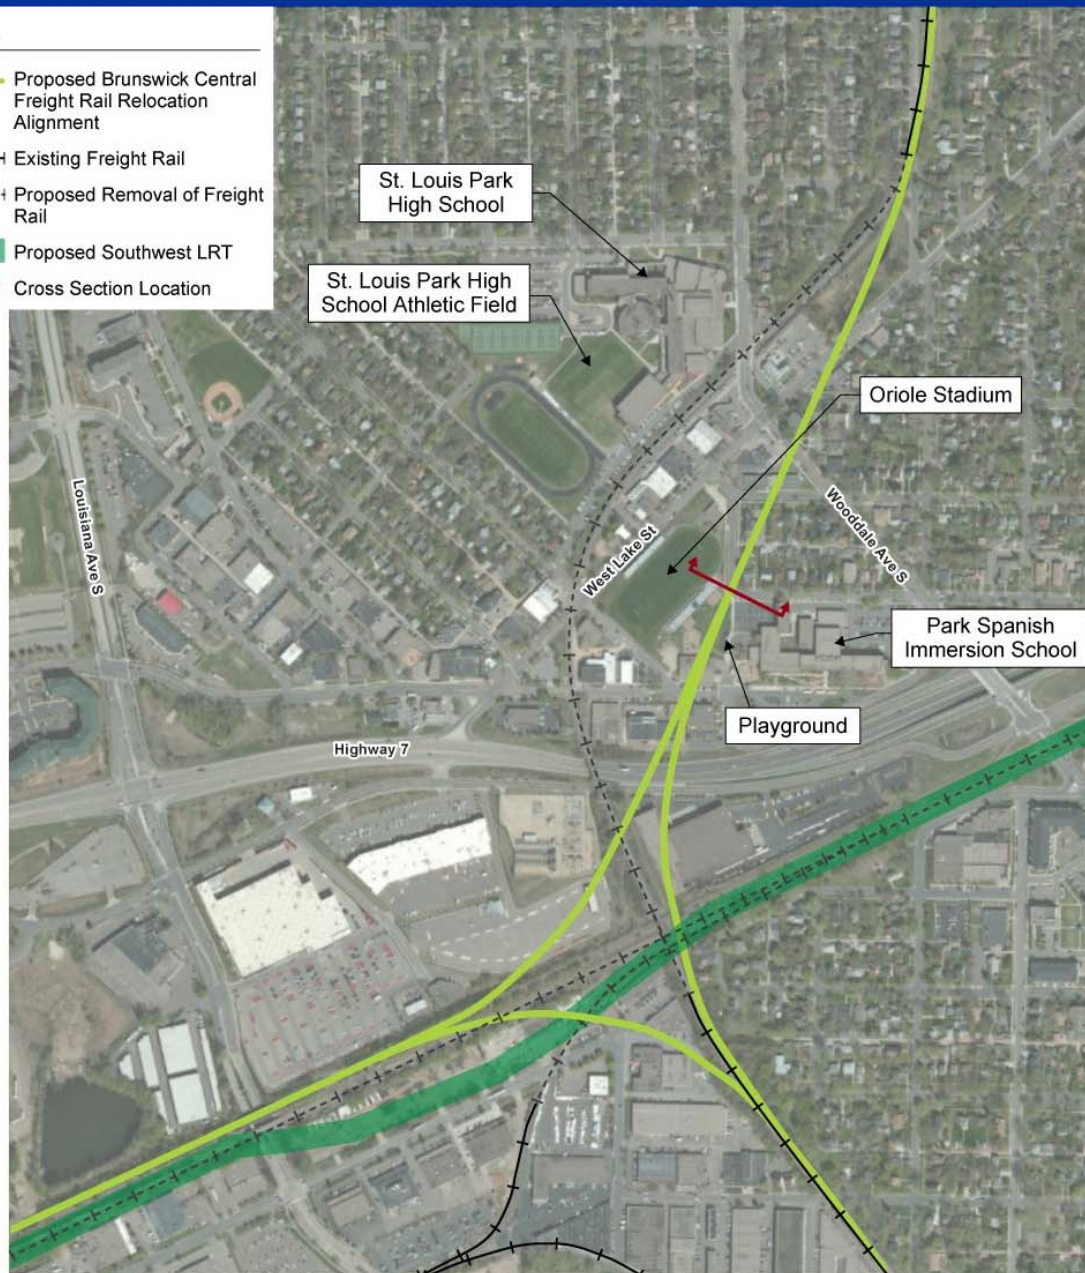 Proposed Brunswick Central
Freight Rail Relocation
Alignment
Existing Freight Rail
Proposed Removal of Freight
Rail
Proposed Southwest LRT
Cross Section Location
St. Louis Park
High School
St. Louis Park High
School Athletic Field
Oriole Stadium
Louisiana Ave S
West Lake St
Wooddale Ave S
Park Spanish
Immersion School
Playground
Highway 7